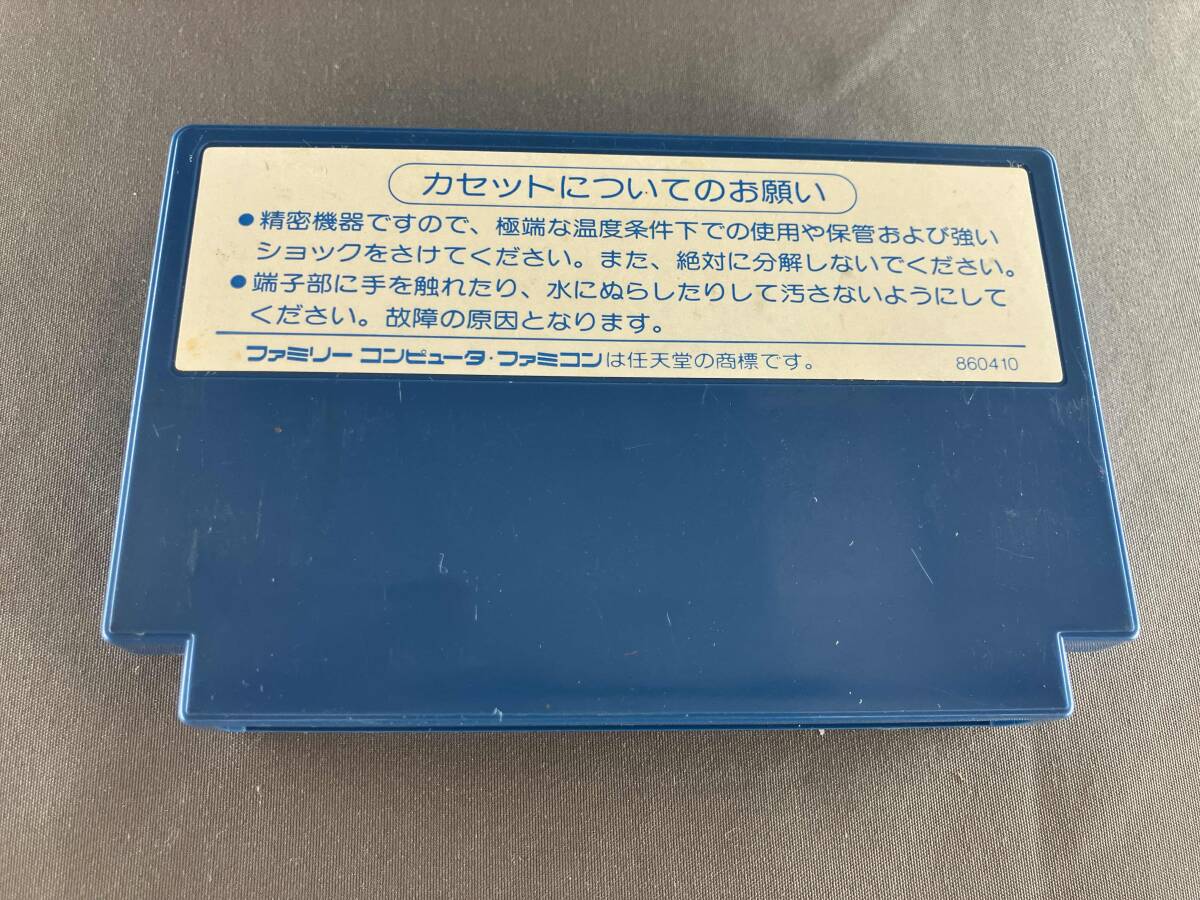 カセットについてのお願い
●精密機器ですので、極端な温度条件下での使用や保管および強い
ショックをさけてください。また、絶対に分解しないでください。
●端子部に手を触れたり、水にぬらしたりして汚さないようにして
ください。故障の原因となります。
ファミリー コンピュータ・ファミコンは任天堂の商標です。 860410